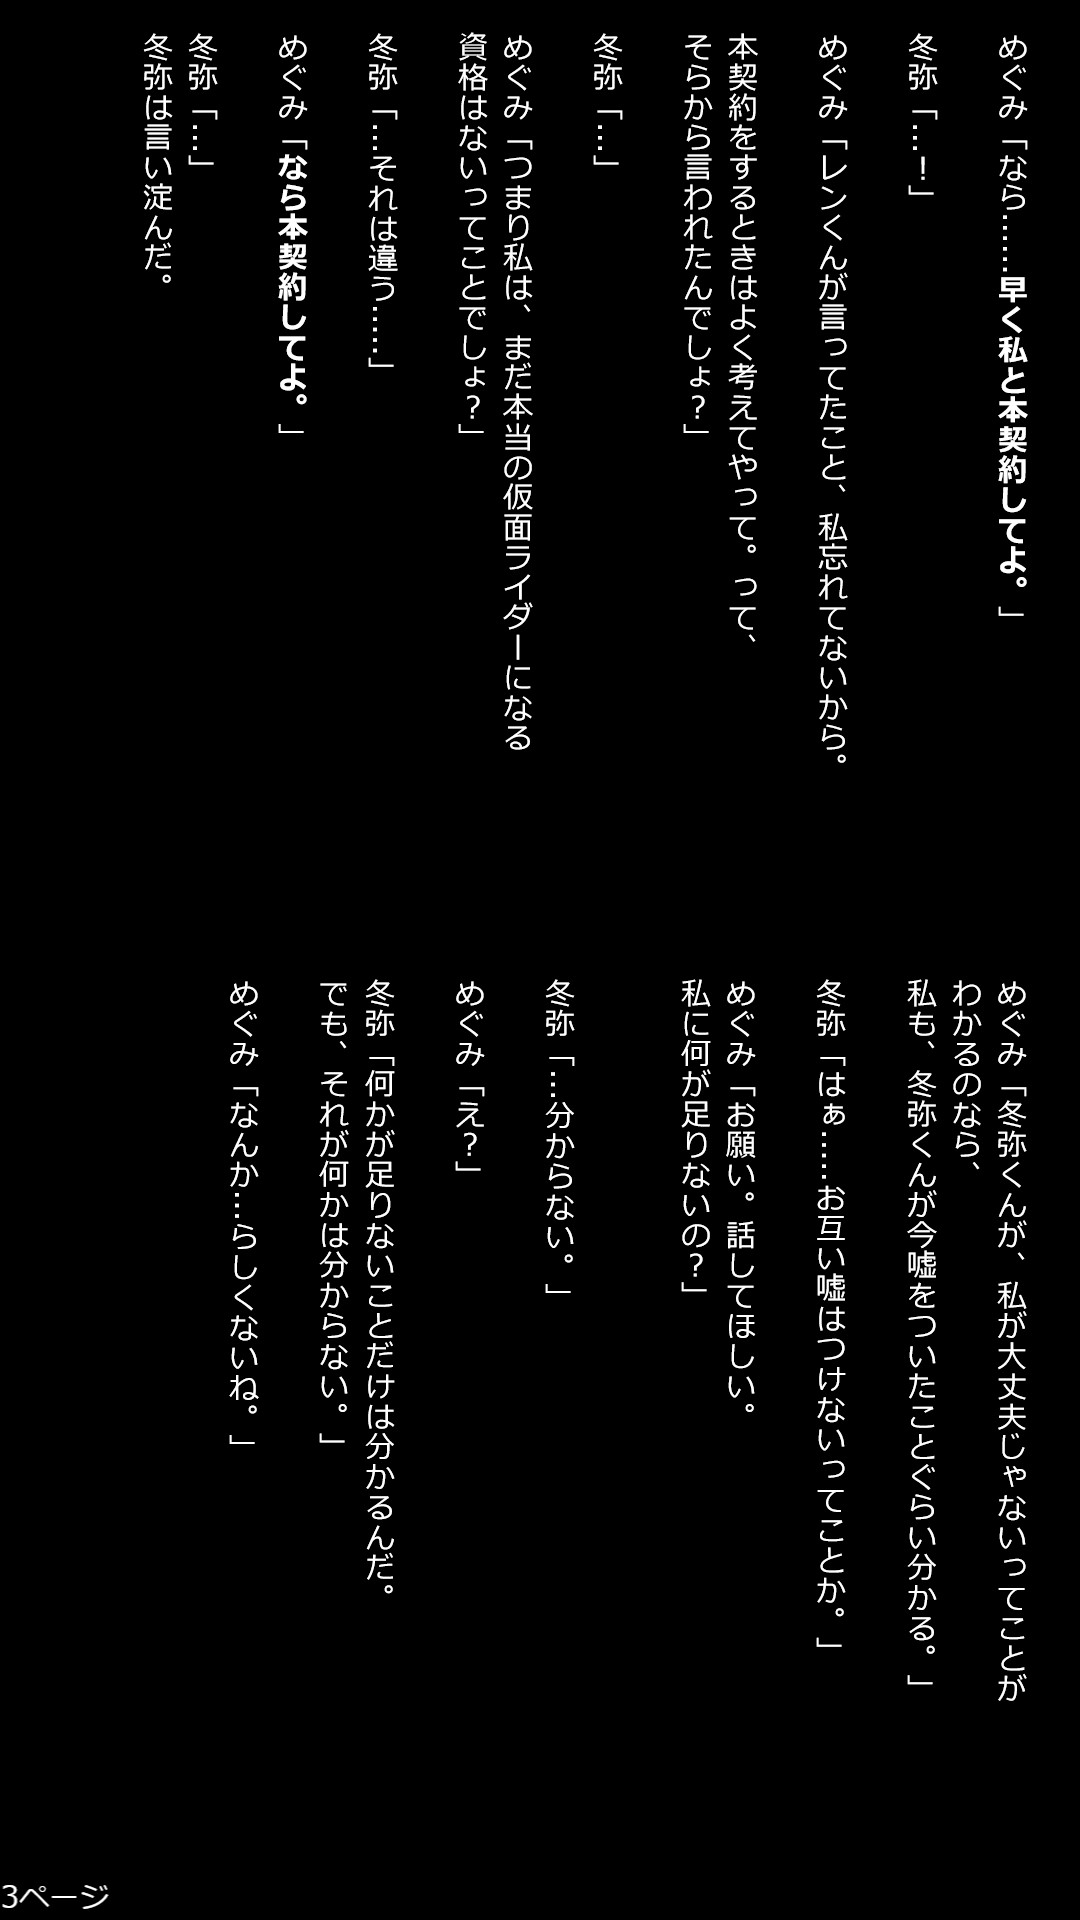 めぐみ「なら……早く私と本契約してよ。」
冬弥「…！」
めぐみ「レンくんが言ってたこと、私忘れてないから。
本契約をするときはよく考えてやって。って、
そらから言われたんでしょ？」
冬弥「…」
めぐみ「つまり私は、まだ本当の仮面ライダーになる
資格はないってことでしょ？」
冬弥「…それは違う……」
めぐみ「なら本契約してよ。」
冬弥「…」
冬弥は言い淀んだ。
めぐみ「冬弥くんが、私が大丈夫じゃないってことが
わかるのなら、
私も、冬弥くんが今嘘をついたことぐらい分かる。」
冬弥「はぁ……お互い嘘はつけないってことか。」
めぐみ「お願い。話してほしい。
私に何が足りないの？」
冬弥「…分からない。」
めぐみ「え？」
冬弥「何かが足りないことだけは分かるんだ。
でも、それが何かは分からない。」
めぐみ「なんか…らしくないね。」
3ページ